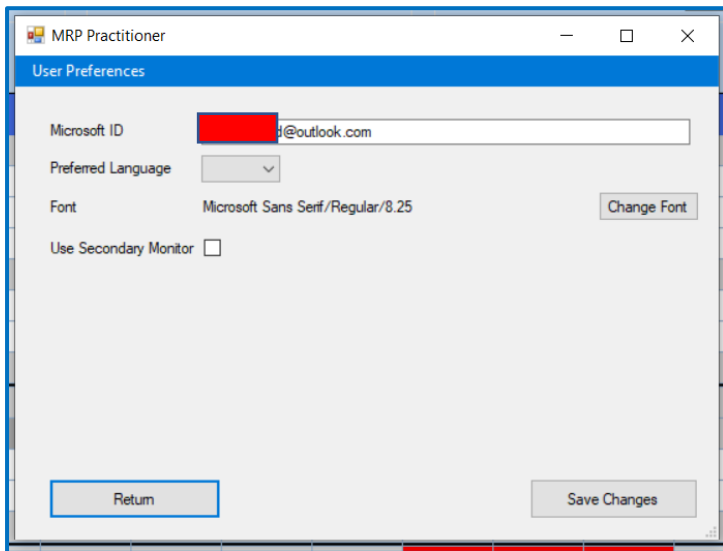 MRP Practitioner
User Preferences
Microsoft ID d@outlook.com
Preferred Language
Font Microsoft Sans Serif/Regular/8.25 Change Font
Use Secondary Monitor
Return Save Changes